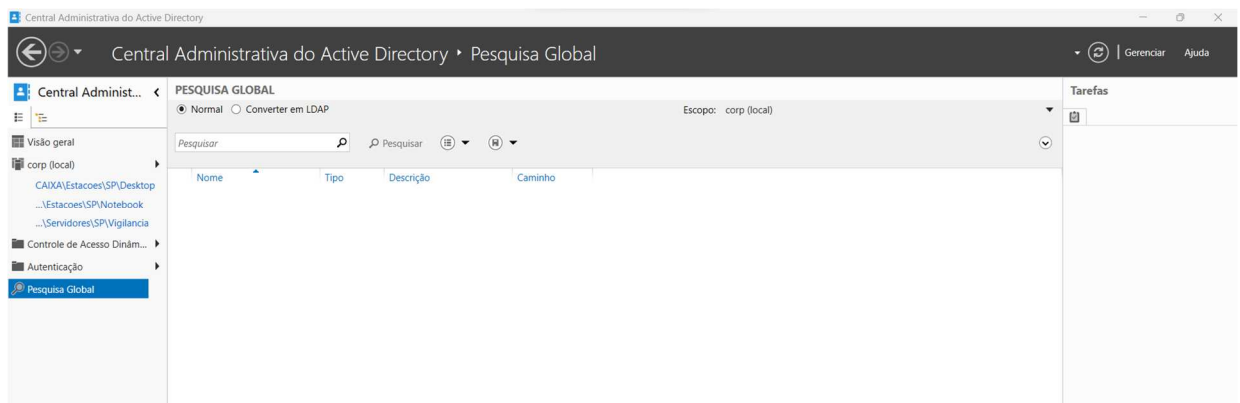 Central Administrativa do Active Directory
Central Administrativa do Active Directory • Pesquisa Global
Gerenciar Ajuda
Central Administ...
Visão geral
corp (local)
CAIXA\Estacoes\SP\Desktop
...\Estacoes\SP\Notebook
...\Servidores\SP\Vigilancia
Controle de Acesso Dinâm...
Autenticação
Pesquisa Global
PESQUISA GLOBAL
Normal Converter em LDAP
Escopo: corp (local)
Pesquisar Pesquisar
Nome Tipo Descrição Caminho
Tarefas